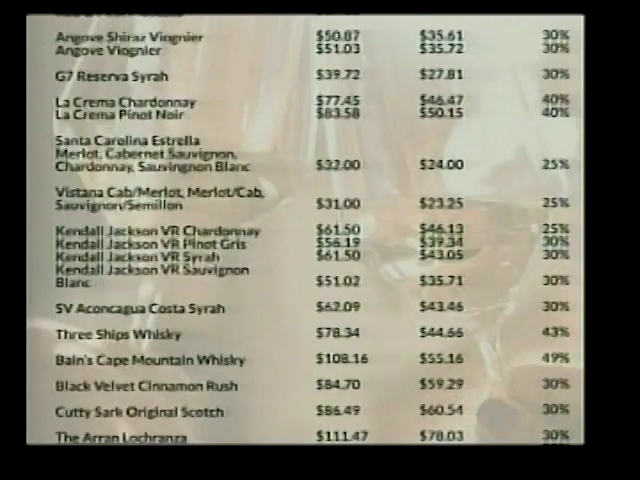 Angove Shiraz Viognier $50.87 $35.61 30%
Angove Viognier $51.03 $35.72 30%
G7 Reserva Syrah $39.72 $27.81 30%
La Crema Chardonnay $77.45 $46.47 40%
La Crema Pinot Noir $83.58 $50.15 40%
Santa Carolina Estrella
Merlot, Cabernet Sauvignon,
Chardonnay, Sauvingnon Blanc $32.00 $24.00 25%
Vistana Cab/Merlot, Merlot/Cab,
Sauvignon/Semillon $31.00 $23.25 25%
Kendall Jackson VR Chardonnay $61.50 $46.13 25%
Kendall Jackson VR Pinot Gris $56.19 $39.34 30%
Kendall Jackson VR Syrah $61.50 $43.05 30%
Kendall Jackson VR Sauvignon
Blanc $51.02 $35.71 30%
SV Aconcagua Costa Syrah $62.09 $43.46 30%
Three Ships Whisky $78.34 $44.66 43%
Bain's Cape Mountain Whisky $108.16 $55.16 49%
Black Velvet Cinnamon Rush $84.70 $59.29 30%
Cutty Sark Original Scotch $86.49 $60.54 30%
The Arran Lochranza $111.47 $78.03 30%